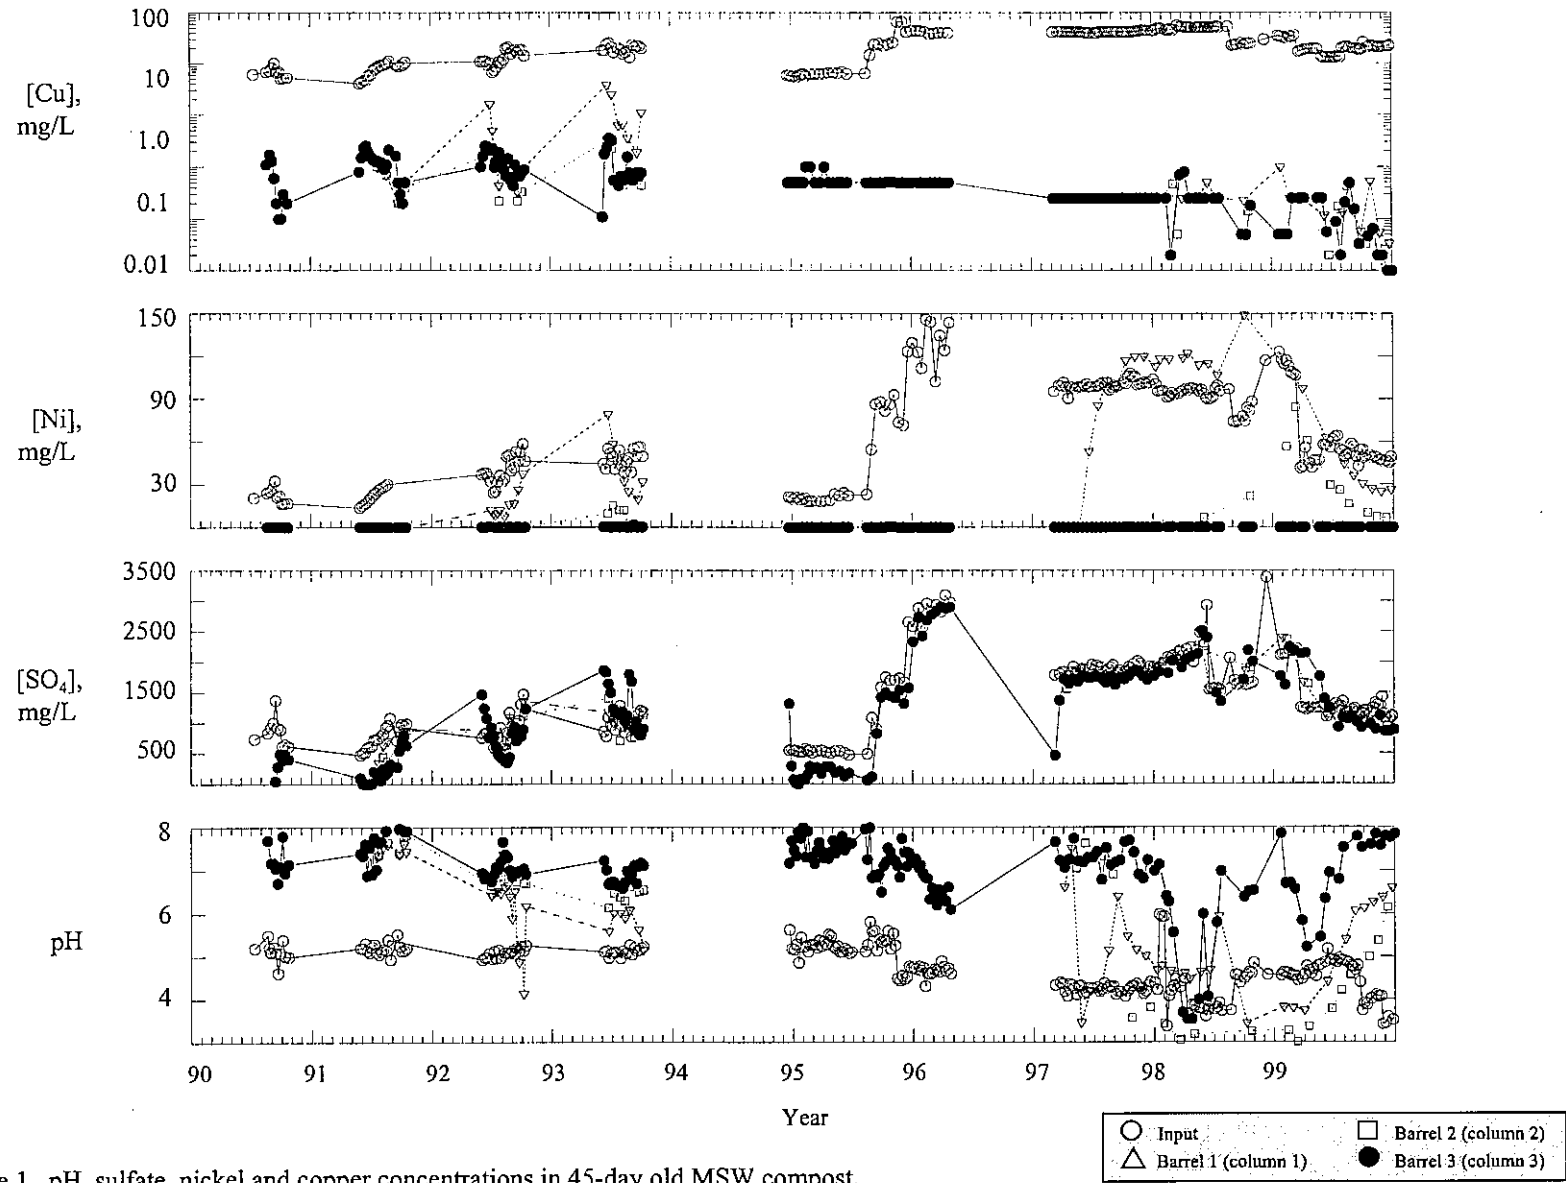 100
10
1.0
0.1
0.01
[Cu],
mg/L
150
90
30
[Ni],
mg/L
3500
2500
1500
500
[SO₄],
mg/L
8
6
4
pH
90 91 92 93 94 95 96 97 98 99
Year
Input
Barrel 2 (column 2)
Barrel 1 (column 1)
Barrel 3 (column 3)
1. pH, sulfate, nickel and copper concentrations in 45-day old MSW compost.